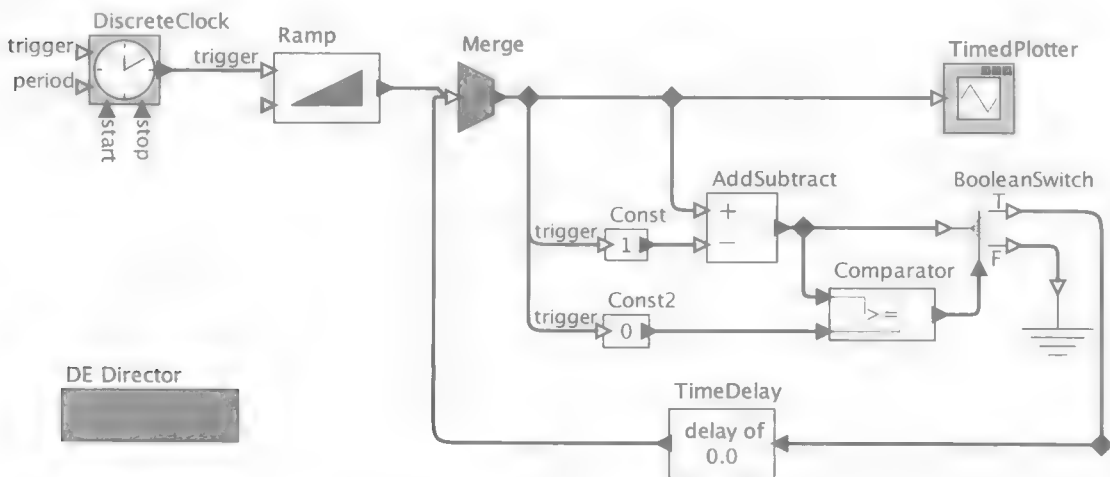 DiscreteClock
trigger
period
start
stop
trigger
Ramp
Merge
TimedPlotter
AddSubtract
+
−
BooleanSwitch
T
F
trigger
Const
1
Comparator
>=
trigger
Const2
0
DE Director
TimeDelay
delay of
0.0